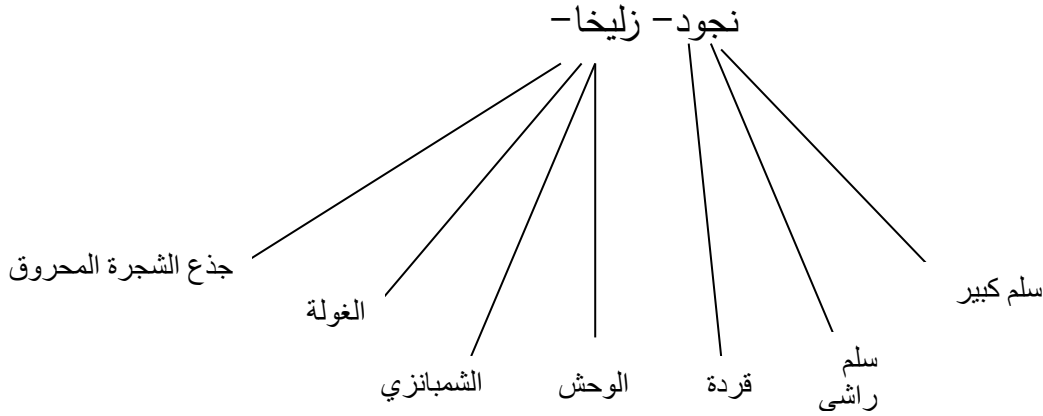 نجود – زليخا –
سلم كبير
سلم
راشي
قردة
الوحش
الشمبانزي
الغولة
جذع الشجرة المحروق